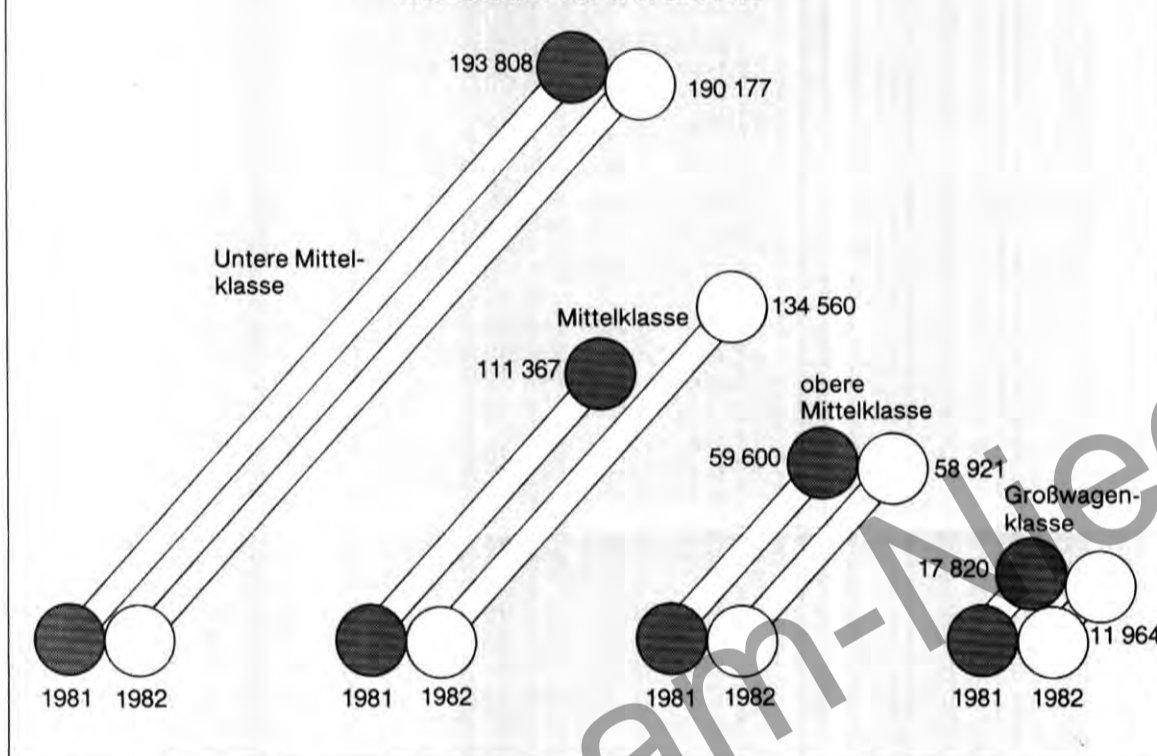 193 808
190 177
Untere Mittel-
klasse
Mittelklasse
134 560
111 367
obere
Mittelklasse
59 600
58 921
Großwagen-
klasse
17 820
11 964
1981 1982
1981 1982
1981 1982
1981 1982